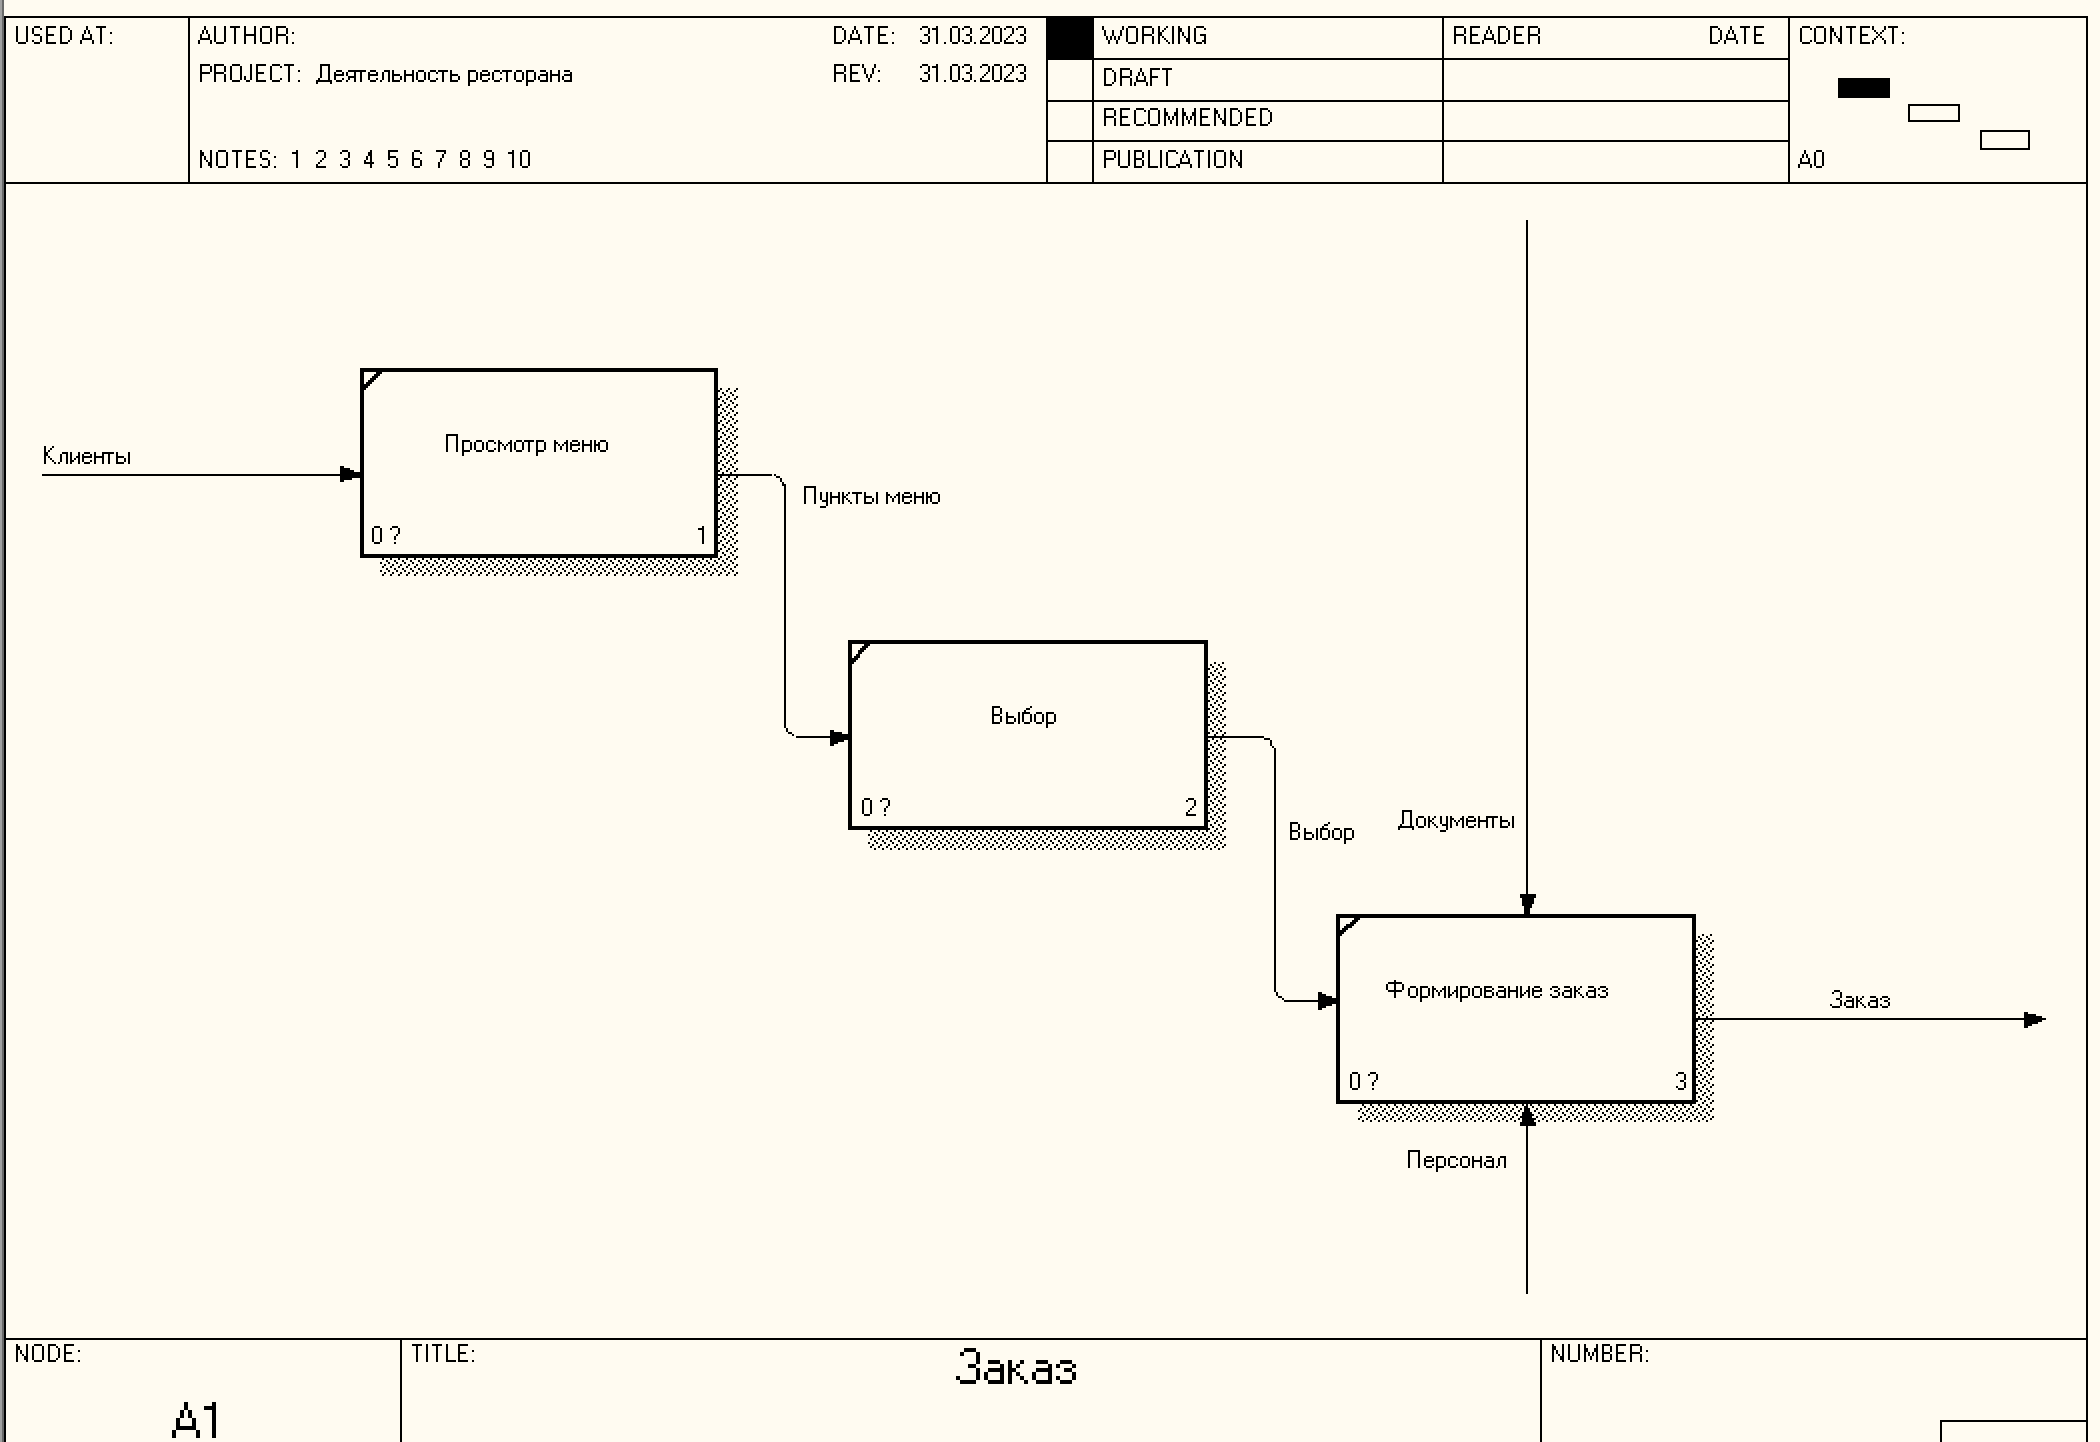 USED AT:
AUTHOR:
DATE: 31.03.2023
WORKING
READER DATE
CONTEXT:
PROJECT: Деятельность ресторана
REV: 31.03.2023
DRAFT
RECOMMENDED
NOTES: 1 2 3 4 5 6 7 8 9 10
PUBLICATION
A0
Клиенты
Просмотр меню
0 ? 1
Пункты меню
Выбор
0 ? 2
Выбор
Документы
Формирование заказ
0 ? 3
Заказ
Персонал
NODE:
A1
TITLE:
Заказ
NUMBER: